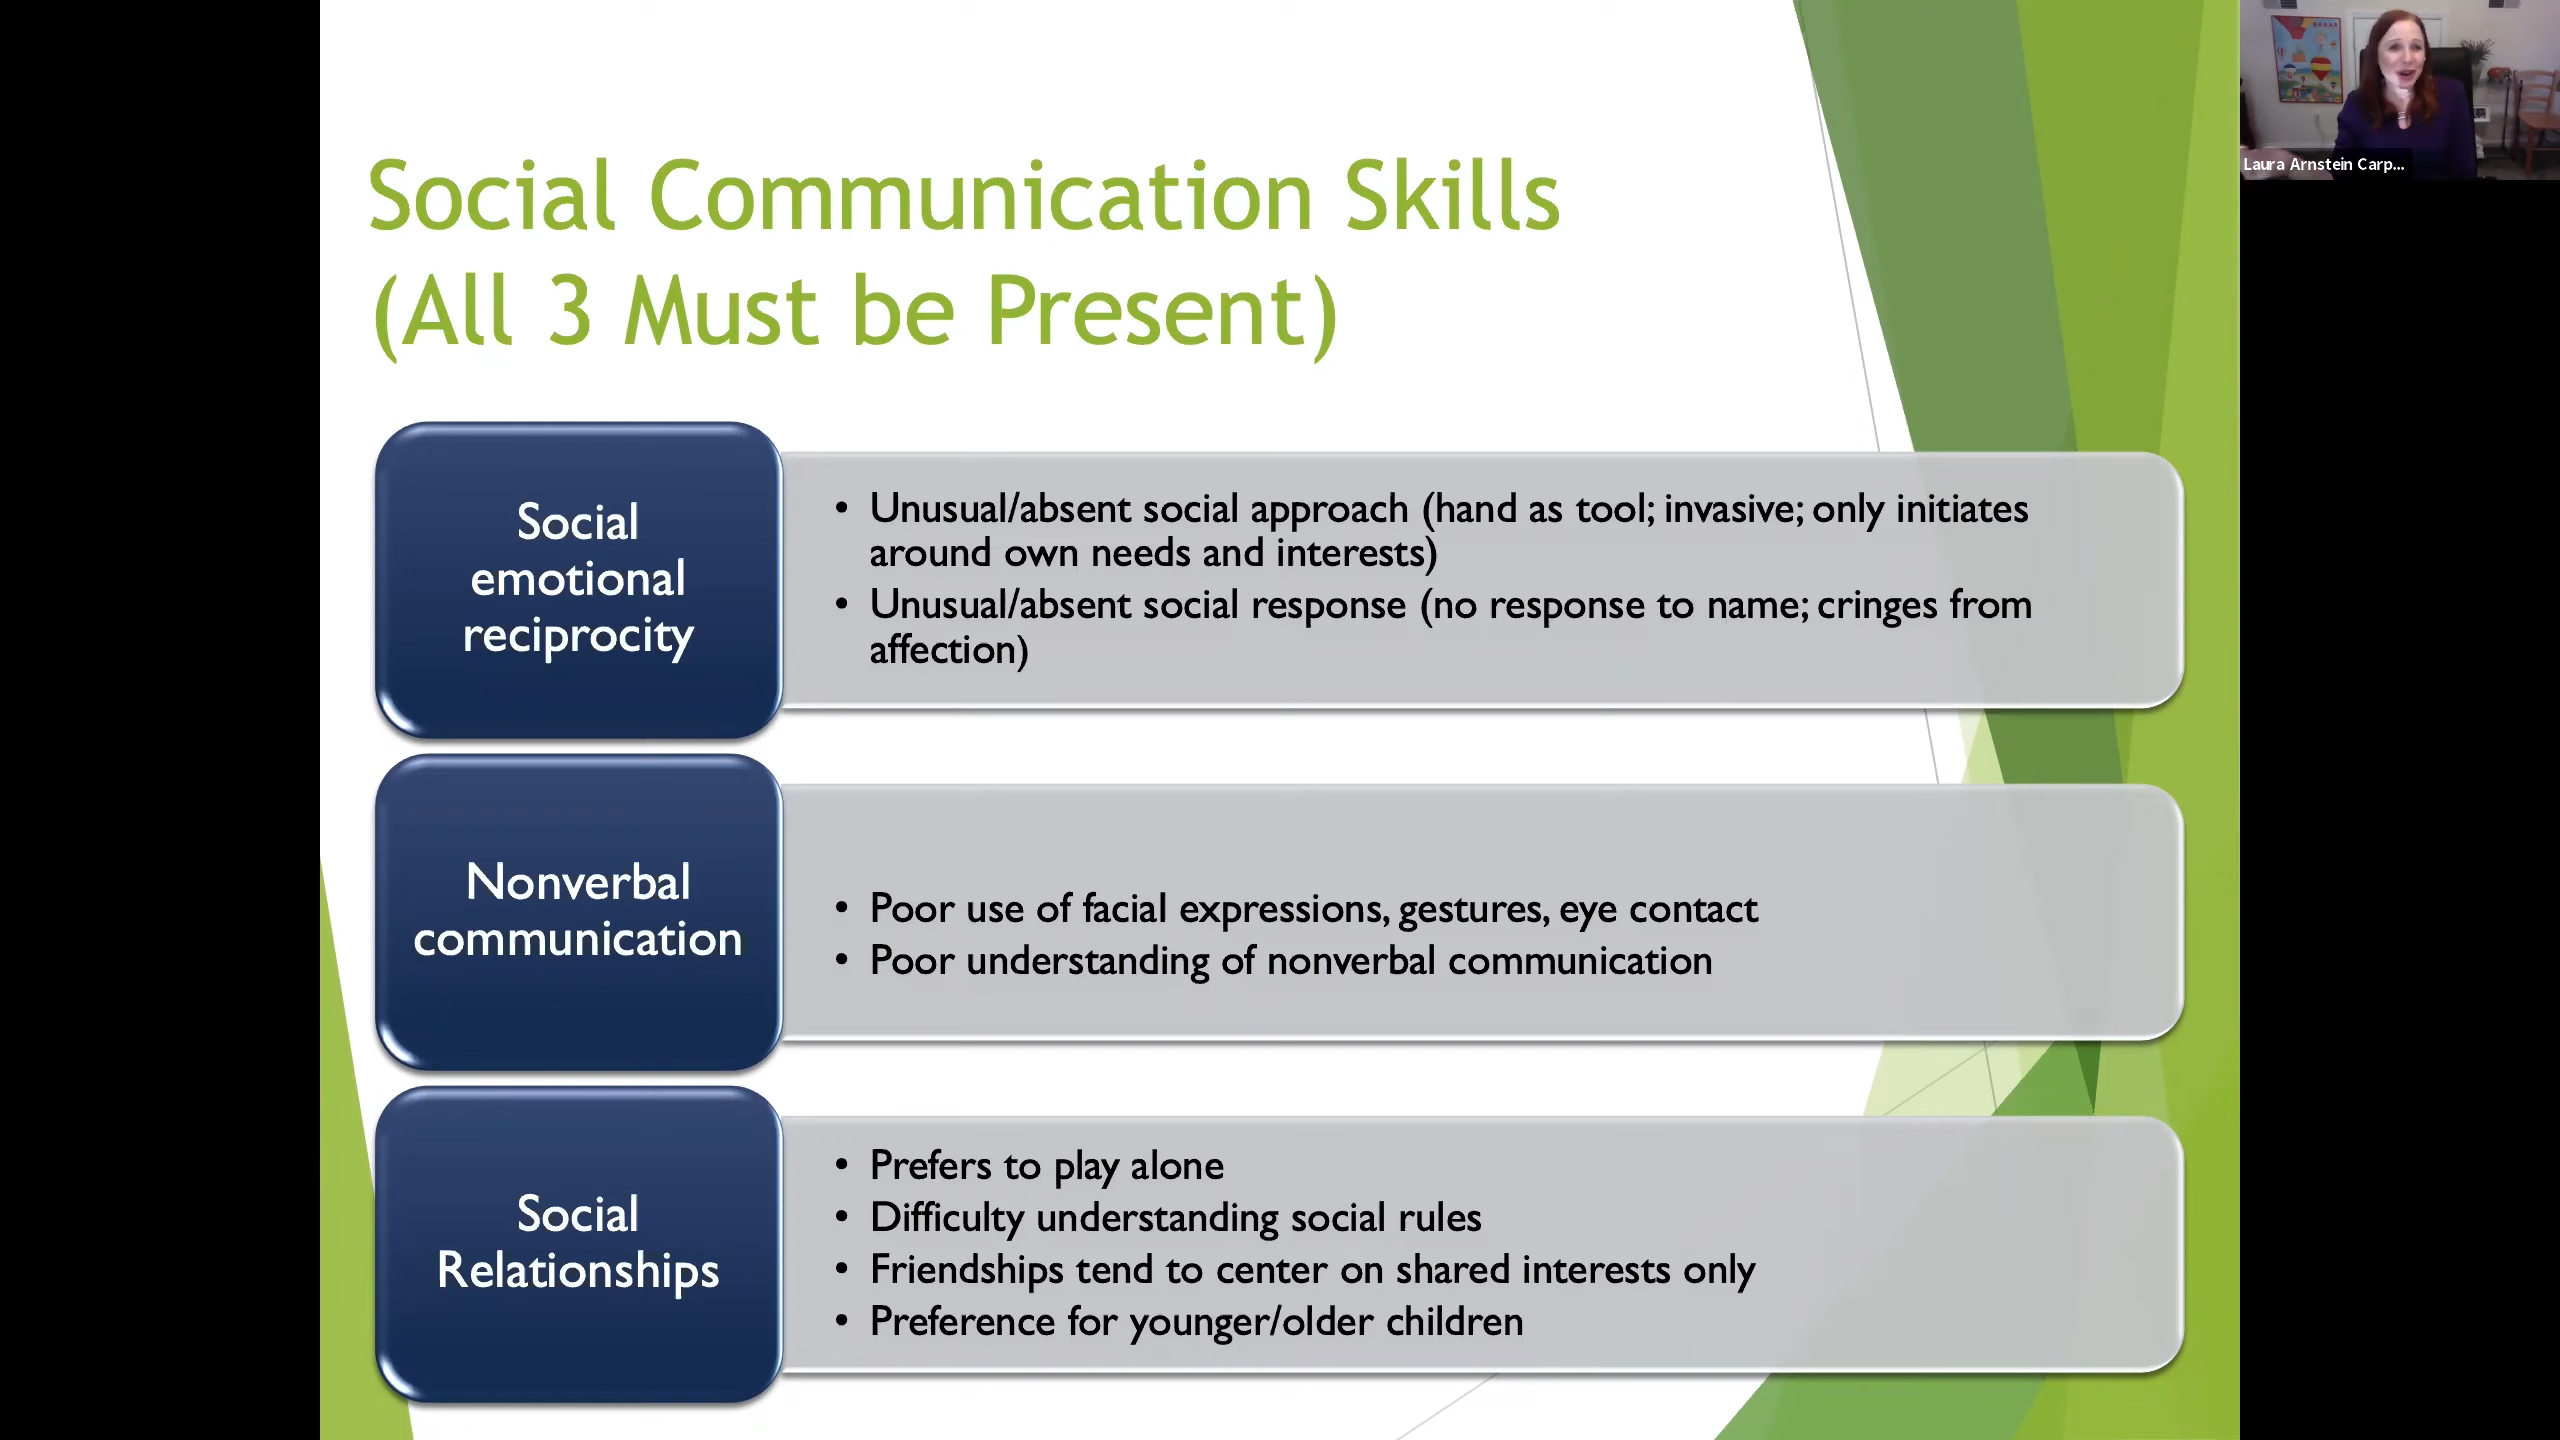 Social Communication Skills
(All 3 Must be Present)
Social
emotional
reciprocity
• Unusual/absent social approach (hand as tool; invasive; only initiates
around own needs and interests)
• Unusual/absent social response (no response to name; cringes from
affection)
Nonverbal
communication
• Poor use of facial expressions, gestures, eye contact
• Poor understanding of nonverbal communication
Social
Relationships
• Prefers to play alone
• Difficulty understanding social rules
• Friendships tend to center on shared interests only
• Preference for younger/older children
Laura Arnstein Carp...